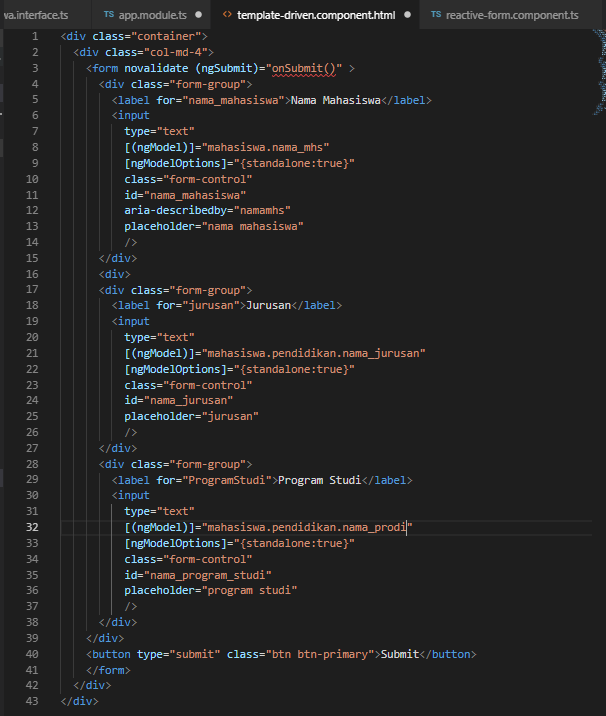 wa.interface.ts TS app.module.ts ● <> template-driven.component.html ● TS reactive-form.component.ts
1 <div class="container">
2 <div class="col-md-4">
3 <form novalidate (ngSubmit)="onSubmit()" >
4 <div class="form-group">
5 <label for="nama_mahasiswa">Nama Mahasiswa</label>
6 <input
7 type="text"
8 [(ngModel)]="mahasiswa.nama_mhs"
9 [ngModelOptions]="{standalone:true}"
10 class="form-control"
11 id="nama_mahasiswa"
12 aria-describedby="namamhs"
13 placeholder="nama mahasiswa"
14 />
15 </div>
16 <div>
17 <div class="form-group">
18 <label for="jurusan">Jurusan</label>
19 <input
20 type="text"
21 [(ngModel)]="mahasiswa.pendidikan.nama_jurusan"
22 [ngModelOptions]="{standalone:true}"
23 class="form-control"
24 id="nama_jurusan"
25 placeholder="jurusan"
26 />
27 </div>
28 <div class="form-group">
29 <label for="ProgramStudi">Program Studi</label>
30 <input
31 type="text"
32 [(ngModel)]="mahasiswa.pendidikan.nama_prodi"
33 [ngModelOptions]="{standalone:true}"
34 class="form-control"
35 id="nama_program_studi"
36 placeholder="program studi"
37 />
38 </div>
39 </div>
40 <button type="submit" class="btn btn-primary">Submit</button>
41 </form>
42 </div>
43 </div>